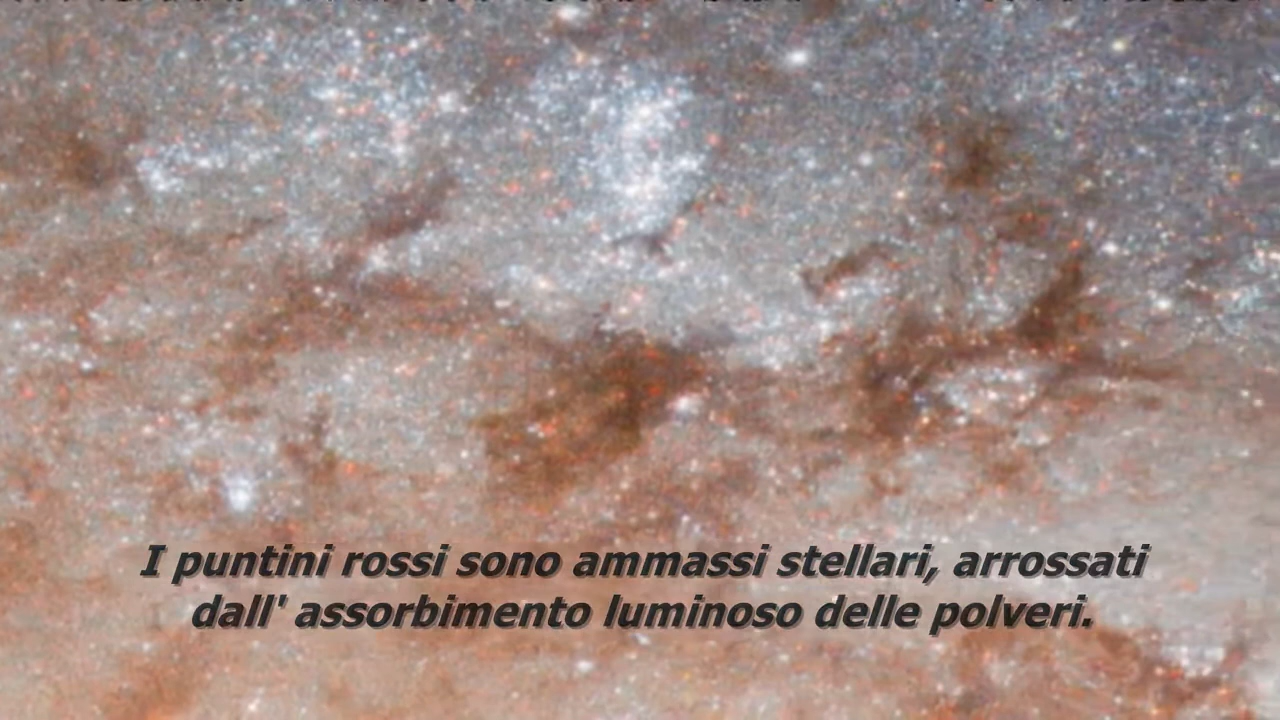 I puntini rossi sono ammassi stellari, arrossati
dall' assorbimento luminoso delle polveri.